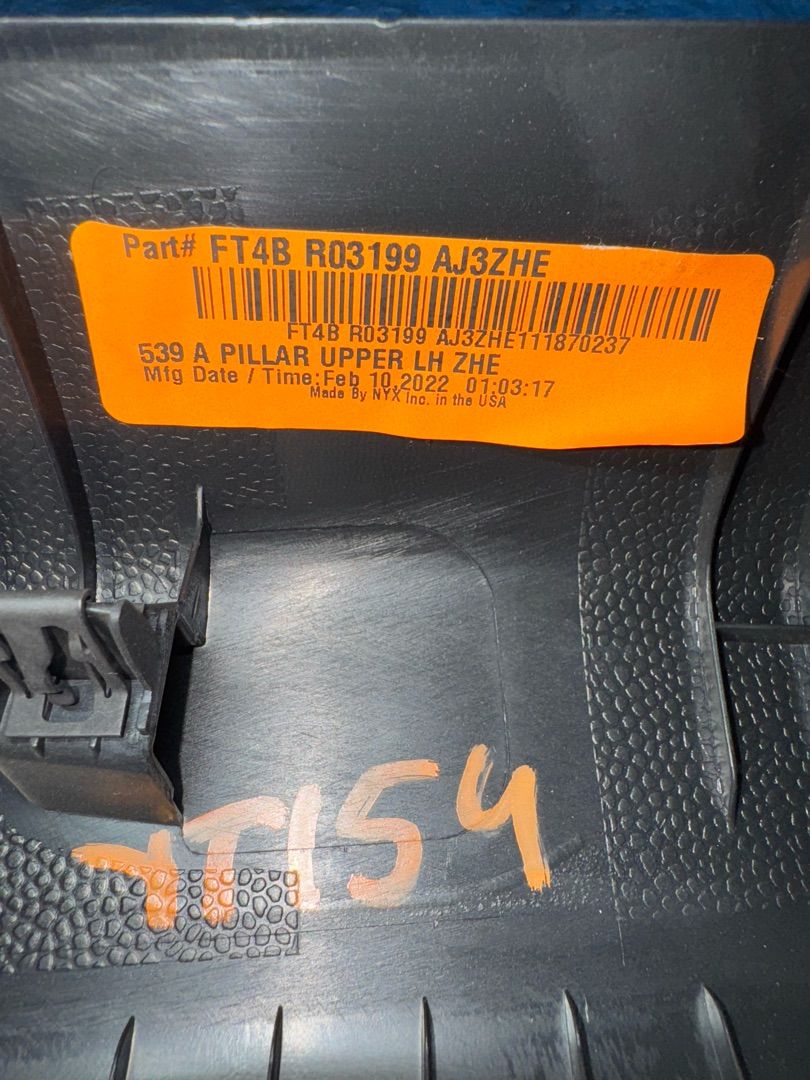 Part# FT4B R03199 AJ3ZHE
FT4B R03199 AJ3ZHE111870237
539 A PILLAR UPPER LH ZHE
Mfg Date / Time:Feb 10,2022 01:03:17
Made By NYX Inc. in the USA
YT154